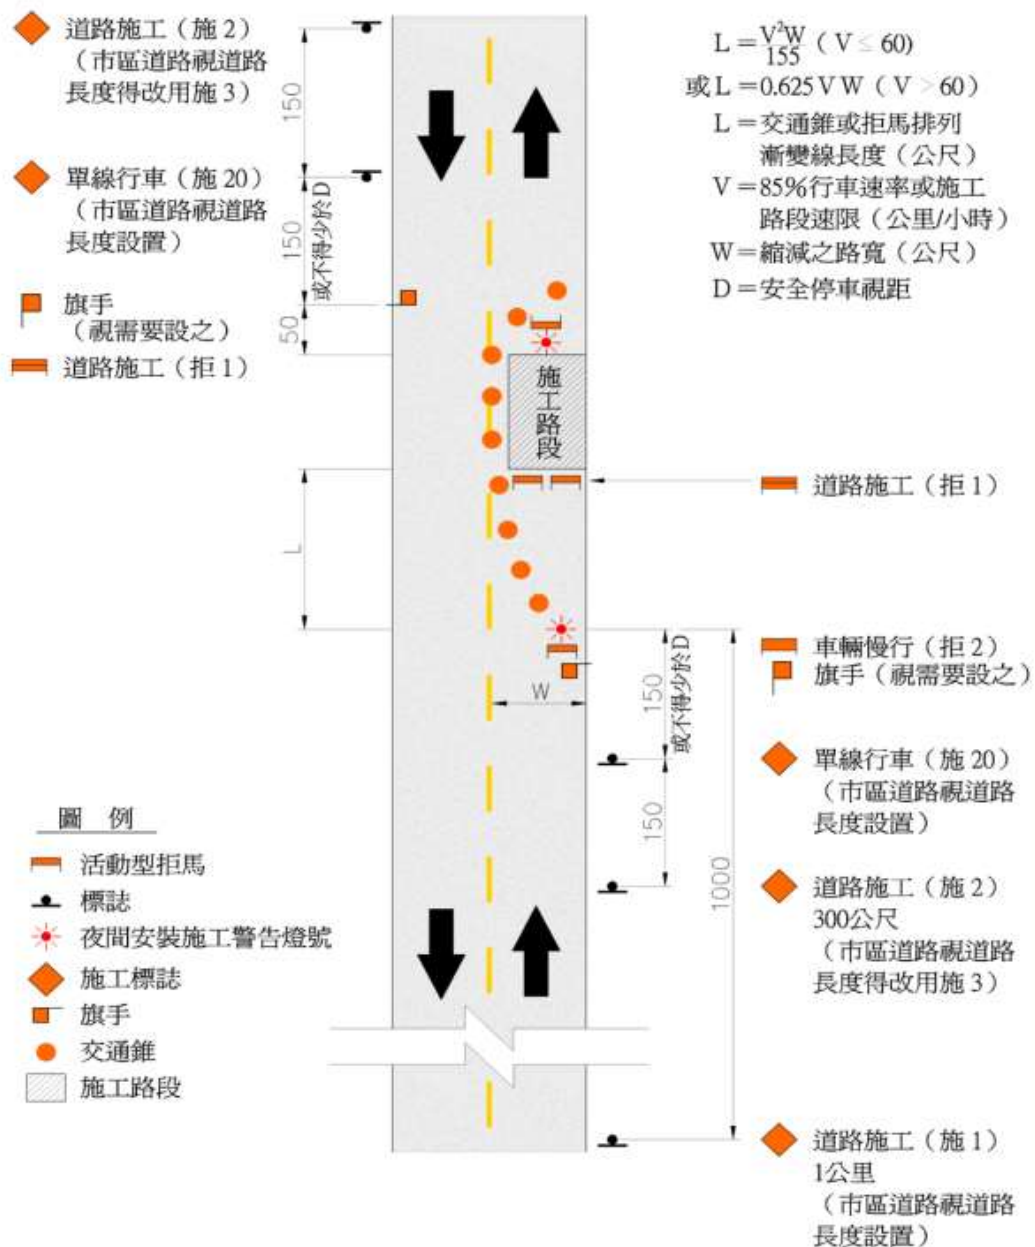 道路施工（施2）
（市區道路視道路
長度得改用施3）
單線行車（施20）
（市區道路視道路
長度設置）
旗手
（視需要設之）
道路施工（拒1）
150
150
或不得少於D
50
L
L＝V²W/155（V≤60）
或L＝0.625VW（V>60）
L＝交通錐或拒馬排列
漸變線長度（公尺）
V＝85%行車速率或施工
路段速限（公里/小時）
W＝縮減之路寬（公尺）
D＝安全停車視距
施工路段
W
道路施工（拒1）
車輛慢行（拒2）
旗手（視需要設之）
150
或不得少於D
150
1000
單線行車（施20）
（市區道路視道路
長度設置）
道路施工（施2）
300公尺
（市區道路視道路
長度得改用施3）
道路施工（施1）
1公里
（市區道路視道路
長度設置）
圖例
活動型拒馬
標誌
夜間安裝施工警告燈號
施工標誌
旗手
交通錐
施工路段